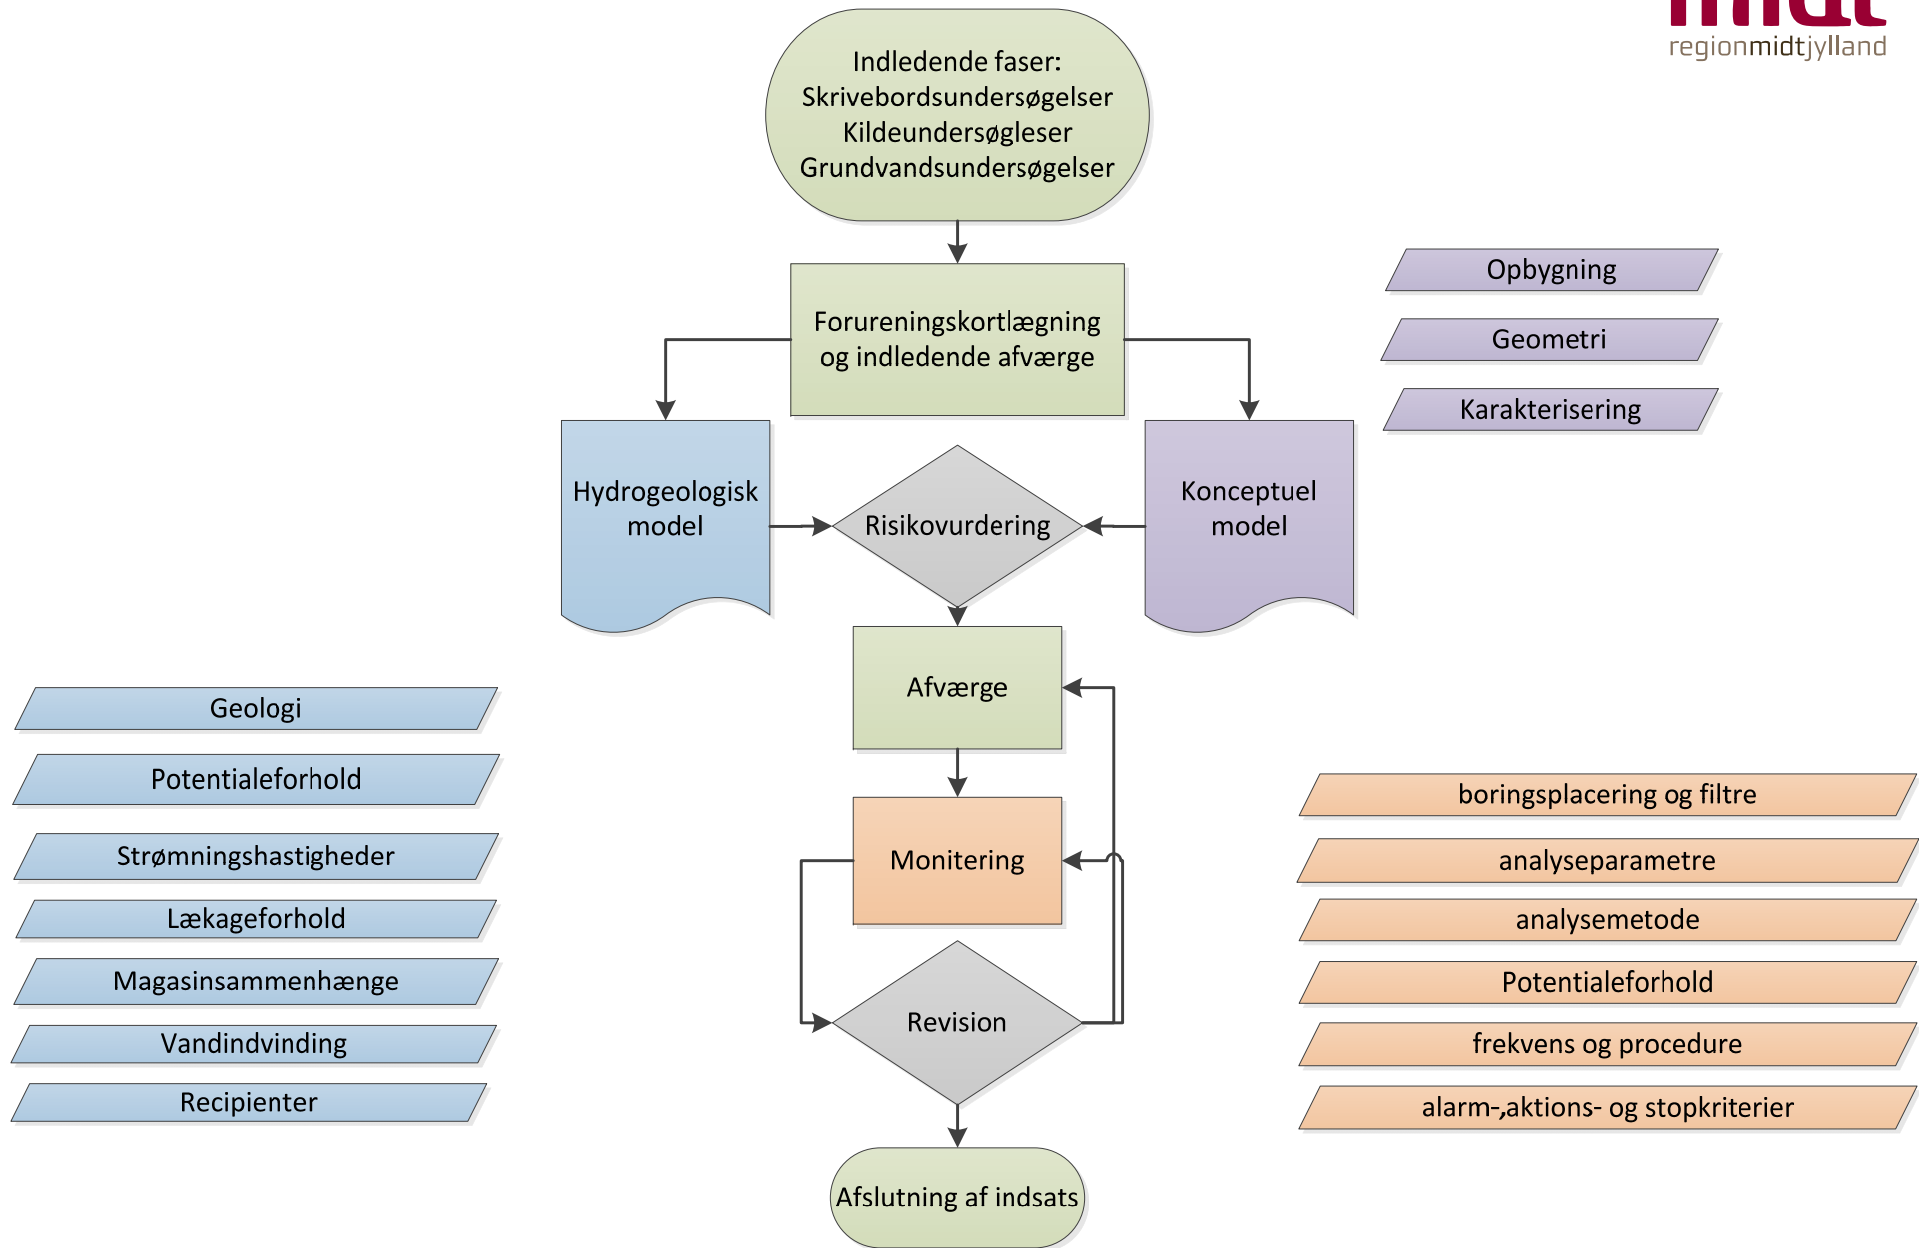 midt
regionmidtjylland
Indledende faser:
Skrivebordsundersøgelser
Kildeundersøgleser
Grundvandsundersøgelser
Forureningskortlægning
og indledende afværge
Opbygning
Geometri
Karakterisering
Hydrogeologisk
model
Risikovurdering
Konceptuel
model
Afværge
Monitering
Revision
Afslutning af indsats
Geologi
Potentialeforhold
Strømningshastigheder
Lækageforhold
Magasinsammenhænge
Vandindvinding
Recipienter
boringsplacering og filtre
analyseparametre
analysemetode
Potentialeforhold
frekvens og procedure
alarm-,aktions- og stopkriterier